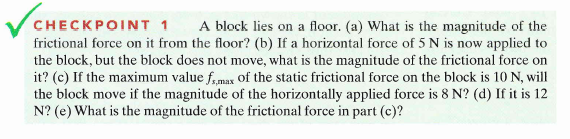 CHECKPOINT 1 A block lies on a floor. (a) What is the magnitude of the
frictional force on it from the floor? (b) If a horizontal force of 5 N is now applied to
the block, but the block does not move, what is the magnitude of the frictional force on
it? (c) If the maximum value fs,max of the static frictional force on the block is 10 N, will
the block move if the magnitude of the horizontally applied force is 8 N? (d) If it is 12
N? (e) What is the magnitude of the frictional force in part (c)?